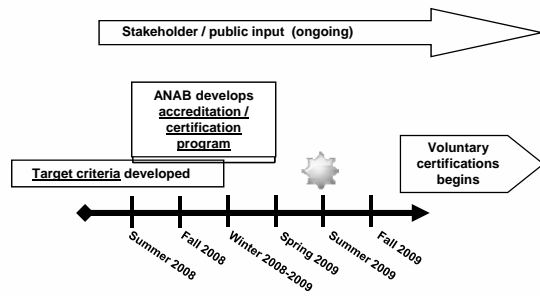 Stakeholder / public input (ongoing)
ANAB develops
accreditation /
certification
program
Target criteria developed
Voluntary
certifications
begins
Summer 2008
Fall 2008
Winter 2008-2009
Spring 2009
Summer 2009
Fall 2009